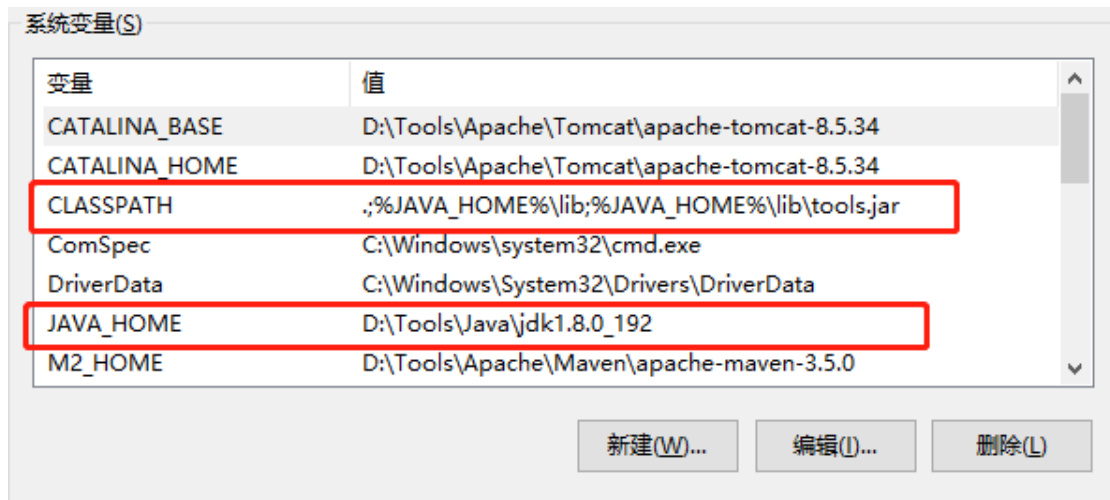 系统变量(S)
变量 值
CATALINA_BASE D:\Tools\Apache\Tomcat\apache-tomcat-8.5.34
CATALINA_HOME D:\Tools\Apache\Tomcat\apache-tomcat-8.5.34
CLASSPATH .;%JAVA_HOME%\lib;%JAVA_HOME%\lib\tools.jar
ComSpec C:\Windows\system32\cmd.exe
DriverData C:\Windows\System32\Drivers\DriverData
JAVA_HOME D:\Tools\Java\jdk1.8.0_192
M2_HOME D:\Tools\Apache\Maven\apache-maven-3.5.0
新建(W)... 编辑(I)... 删除(L)